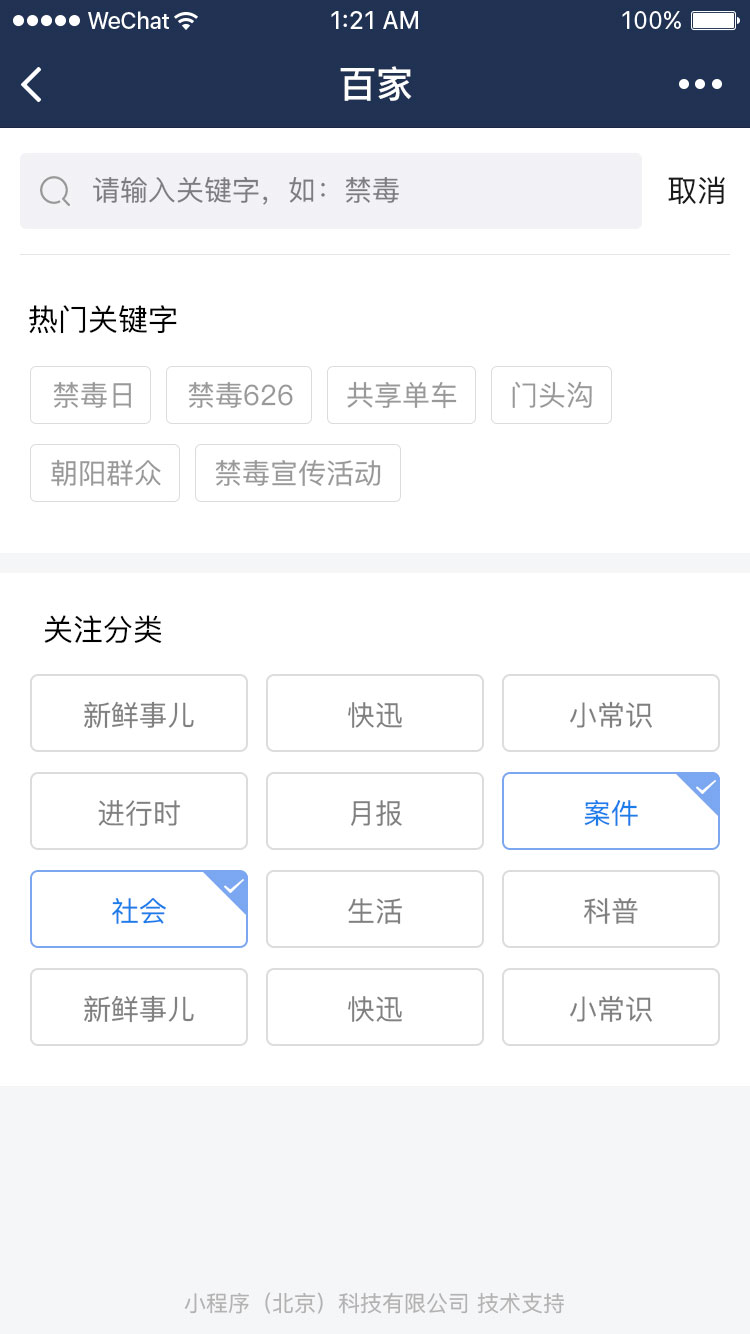 WeChat 1:21 AM 100%
百家
请输入关键字，如：禁毒 取消
热门关键字
禁毒日 禁毒626 共享单车 门头沟
朝阳群众 禁毒宣传活动
关注分类
新鲜事儿 快迅 小常识
进行时 月报 案件
社会 生活 科普
新鲜事儿 快迅 小常识
小程序（北京）科技有限公司 技术支持